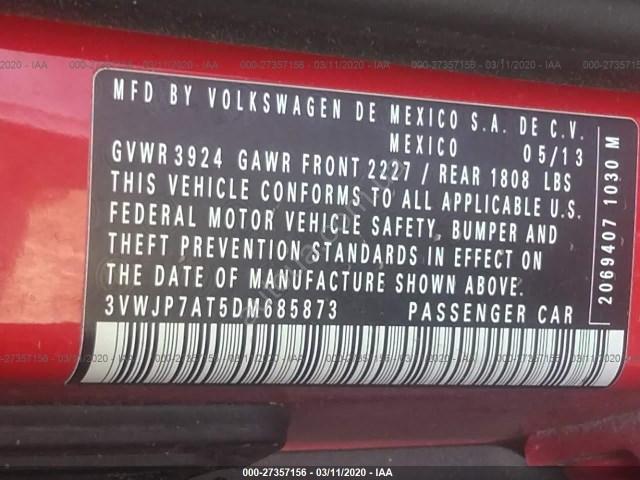 MFD BY VOLKSWAGEN DE MEXICO S.A. DE C.V.
MEXICO 05/13
GVWR 3924 GAWR FRONT 2227 / REAR 1808 LBS
THIS VEHICLE CONFORMS TO ALL APPLICABLE U.S.
FEDERAL MOTOR VEHICLE SAFETY, BUMPER AND
THEFT PREVENTION STANDARDS IN EFFECT ON
THE DATE OF MANUFACTURE SHOWN ABOVE.
3VWJP7AT5DM685873 PASSENGER CAR
2069407 1030 M
000-27357156 - 03/11/2020 - IAA